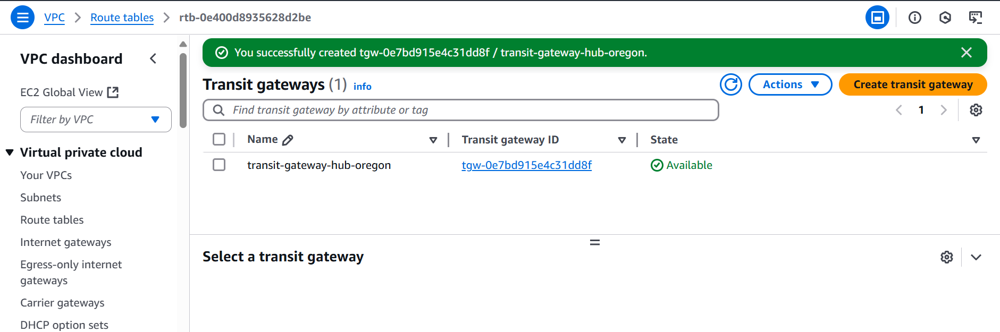 VPC > Route tables > rtb-0e400d8935628d2be
VPC dashboard
EC2 Global View
Filter by VPC
Virtual private cloud
Your VPCs
Subnets
Route tables
Internet gateways
Egress-only internet
gateways
Carrier gateways
DHCP option sets
You successfully created tgw-0e7bd915e4c31dd8f / transit-gateway-hub-oregon.
Transit gateways (1) info
Actions
Create transit gateway
Find transit gateway by attribute or tag
1
Name
Transit gateway ID
State
transit-gateway-hub-oregon
tgw-0e7bd915e4c31dd8f
Available
Select a transit gateway